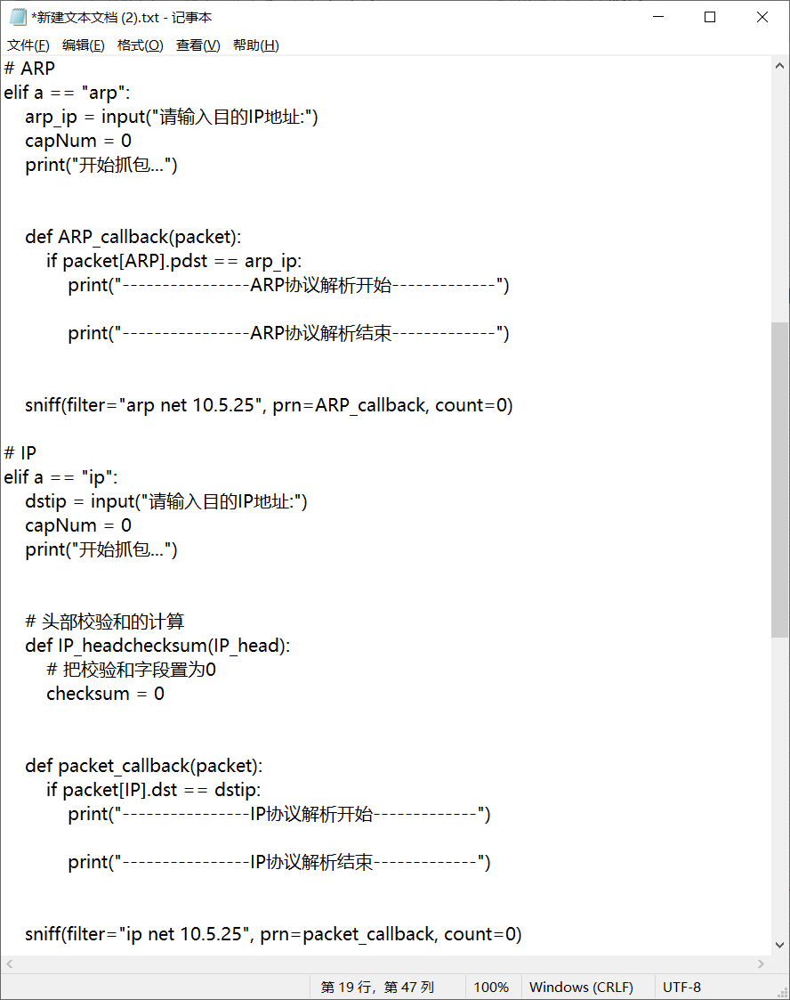 *新建文本文档 (2).txt - 记事本
文件(F) 编辑(E) 格式(O) 查看(V) 帮助(H)
# ARP
elif a == "arp":
    arp_ip = input("请输入目的IP地址:")
    capNum = 0
    print("开始抓包...")
    def ARP_callback(packet):
        if packet[ARP].pdst == arp_ip:
            print("----------------ARP协议解析开始-------------")
            print("----------------ARP协议解析结束-------------")
    sniff(filter="arp net 10.5.25", prn=ARP_callback, count=0)
# IP
elif a == "ip":
    dstip = input("请输入目的IP地址:")
    capNum = 0
    print("开始抓包...")
    # 头部校验和的计算
    def IP_headchecksum(IP_head):
        # 把校验和字段置为0
        checksum = 0
    def packet_callback(packet):
        if packet[IP].dst == dstip:
            print("----------------IP协议解析开始-------------")
            print("----------------IP协议解析结束-------------")
    sniff(filter="ip net 10.5.25", prn=packet_callback, count=0)
第 19 行，第 47 列 100% Windows (CRLF) UTF-8